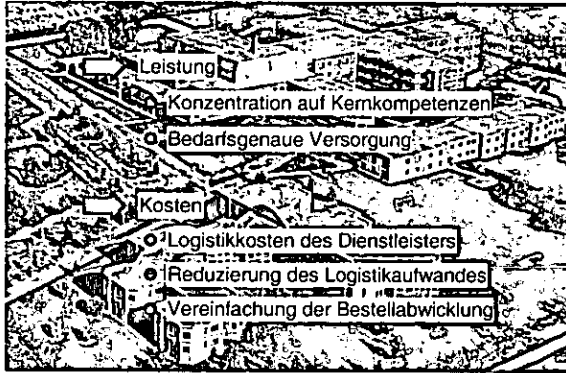 Leistung
Konzentration auf Kernkompetenzen
Bedarfsgenaue Versorgung
Kosten
Logistikkosten des Dienstleisters
Reduzierung des Logistikaufwandes
Vereinfachung der Bestellabwicklung